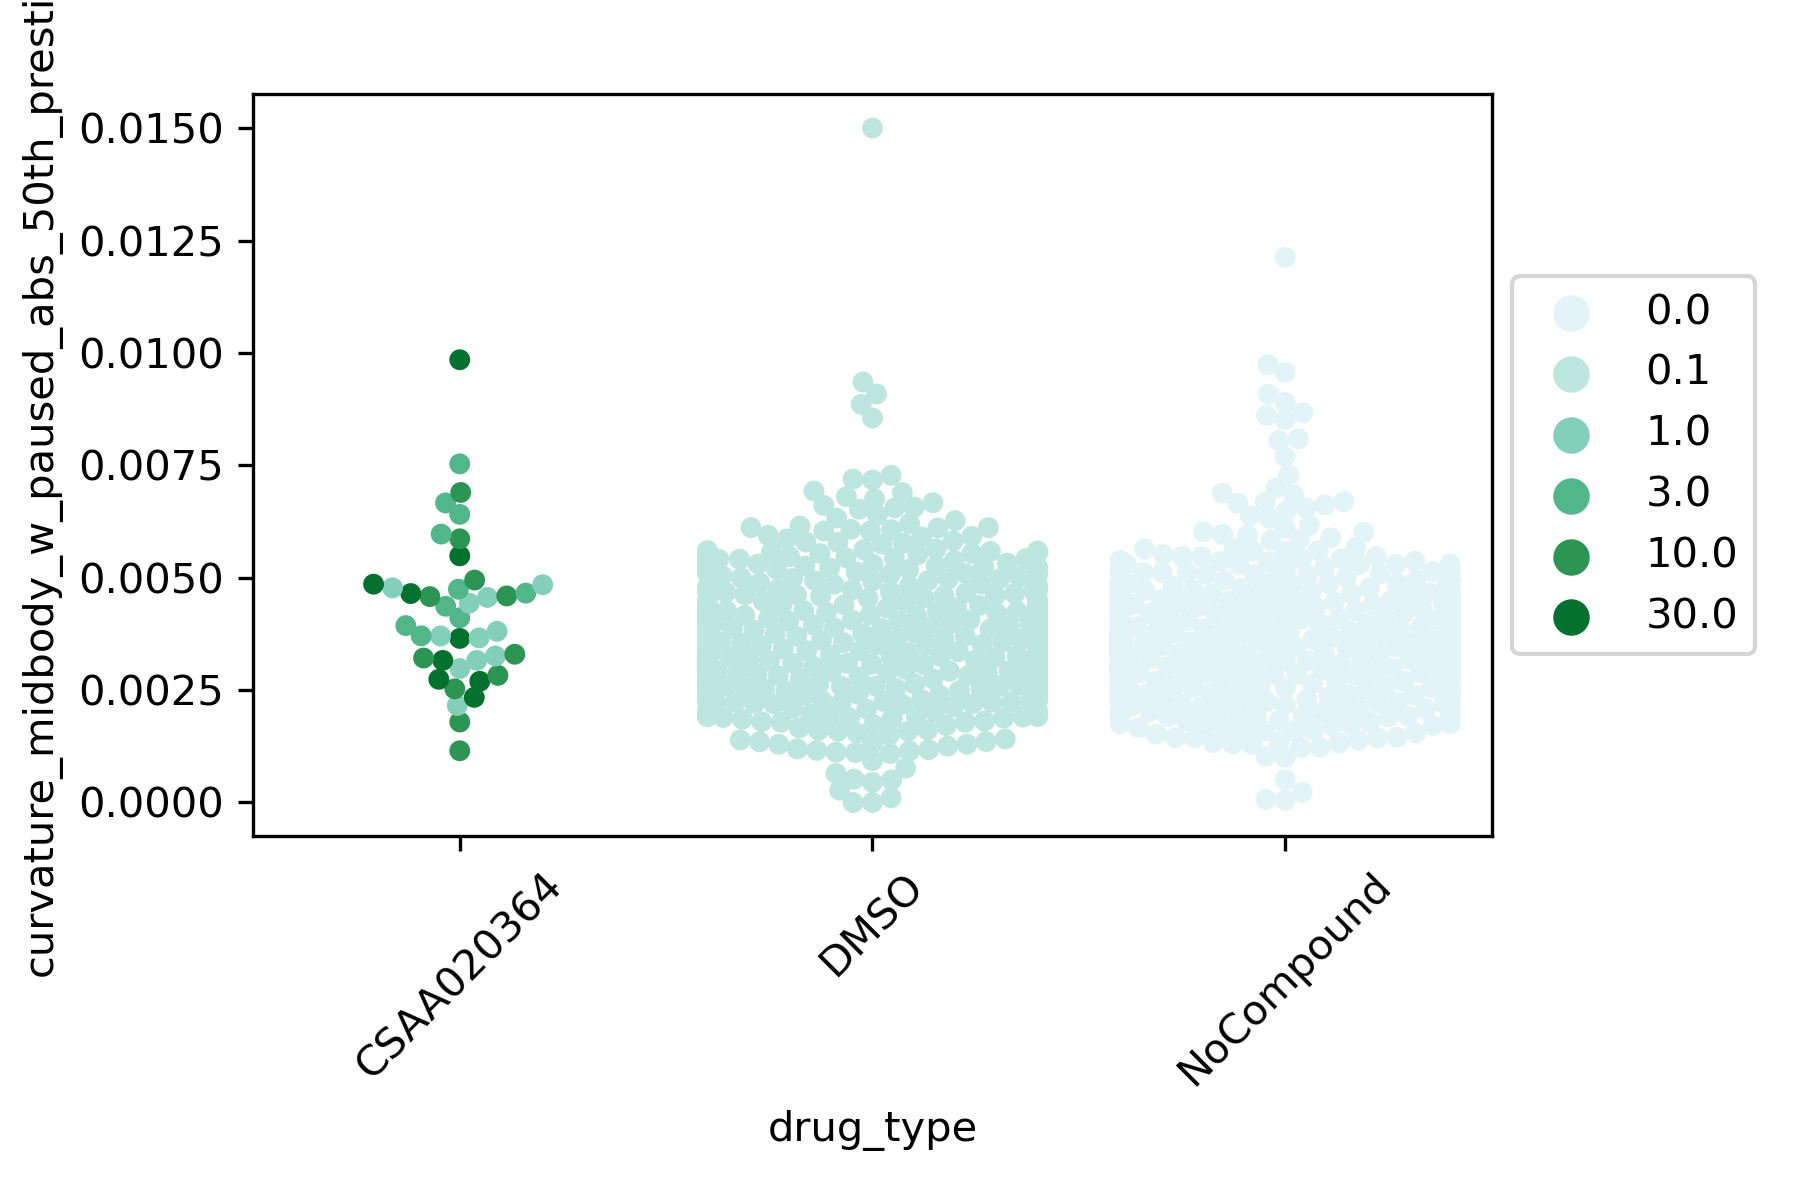 curvature_midbody_w_paused_abs_50th_presti
0.0150
0.0125
0.0100
0.0075
0.0050
0.0025
0.0000
CSAA020364
DMSO
NoCompound
drug_type
0.0
0.1
1.0
3.0
10.0
30.0